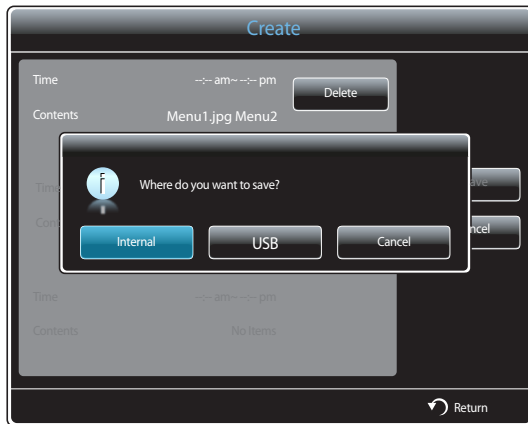 Create
Time --:-- am~ --:-- pm
Delete
Contents Menu1.jpg Menu2
Where do you want to save?
Internal USB Cancel
Time --:-- am~ --:-- pm
Contents No Items
Return